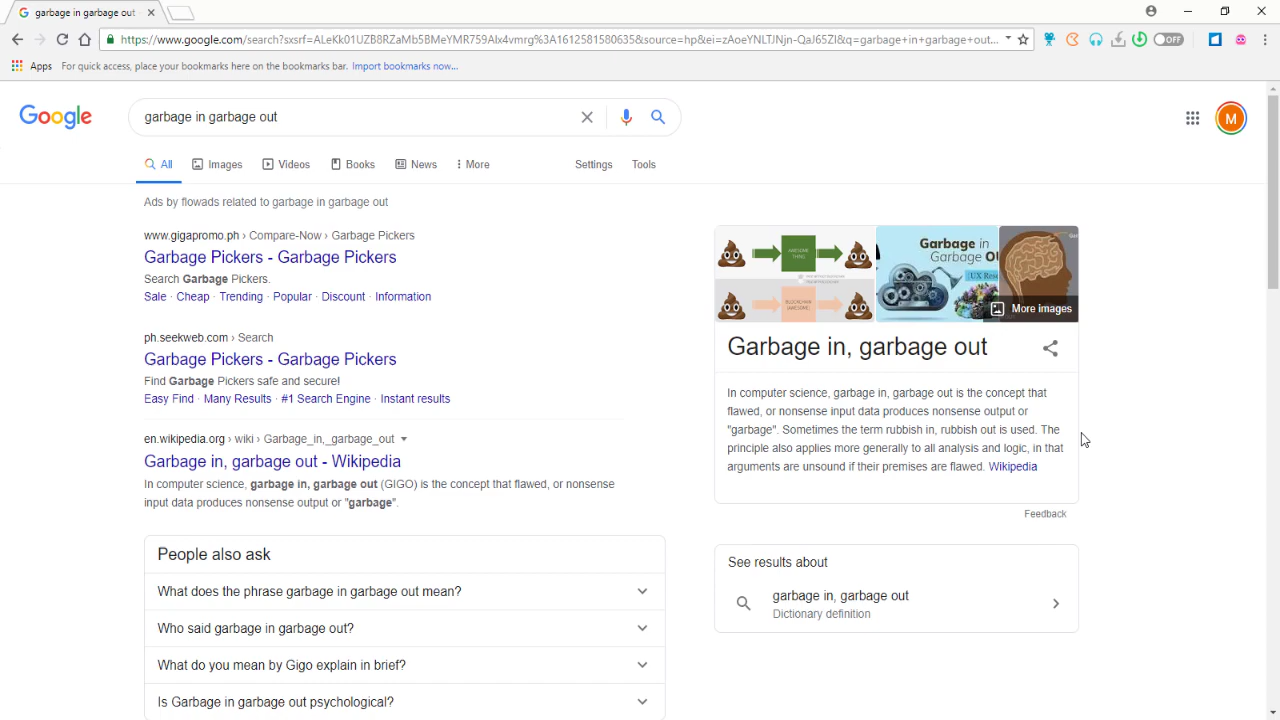 garbage in garbage out
https://www.google.com/search?sxsrf=ALeKk01UZB8RZaMb5BMeYMR759Alx4vmrg%3A1612581580635&source=hp&ei=zAoeYNLTJNjn-QaJ65ZI&q=garbage+in+garbage+out...
OFF
Apps For quick access, place your bookmarks here on the bookmarks bar. Import bookmarks now...
Google
garbage in garbage out
M
All Images Videos Books News More Settings Tools
Ads by flowads related to garbage in garbage out
www.gigapromo.ph › Compare-Now › Garbage Pickers
Garbage Pickers - Garbage Pickers
Search Garbage Pickers.
Sale · Cheap · Trending · Popular · Discount · Information
ph.seekweb.com › Search
Garbage Pickers - Garbage Pickers
Find Garbage Pickers safe and secure!
Easy Find · Many Results · #1 Search Engine · Instant results
en.wikipedia.org › wiki › Garbage_in,_garbage_out
Garbage in, garbage out - Wikipedia
In computer science, garbage in, garbage out (GIGO) is the concept that flawed, or nonsense
input data produces nonsense output or "garbage".
People also ask
What does the phrase garbage in garbage out mean?
Who said garbage in garbage out?
What do you mean by Gigo explain in brief?
Is Garbage in garbage out psychological?
AWESOME
THING
BLOCKCHAIN
(AWESOME)
Garbage in
Garbage
UX
More images
Garbage in, garbage out
In computer science, garbage in, garbage out is the concept that
flawed, or nonsense input data produces nonsense output or
"garbage". Sometimes the term rubbish in, rubbish out is used. The
principle also applies more generally to all analysis and logic, in that
arguments are unsound if their premises are flawed. Wikipedia
Feedback
See results about
garbage in, garbage out
Dictionary definition